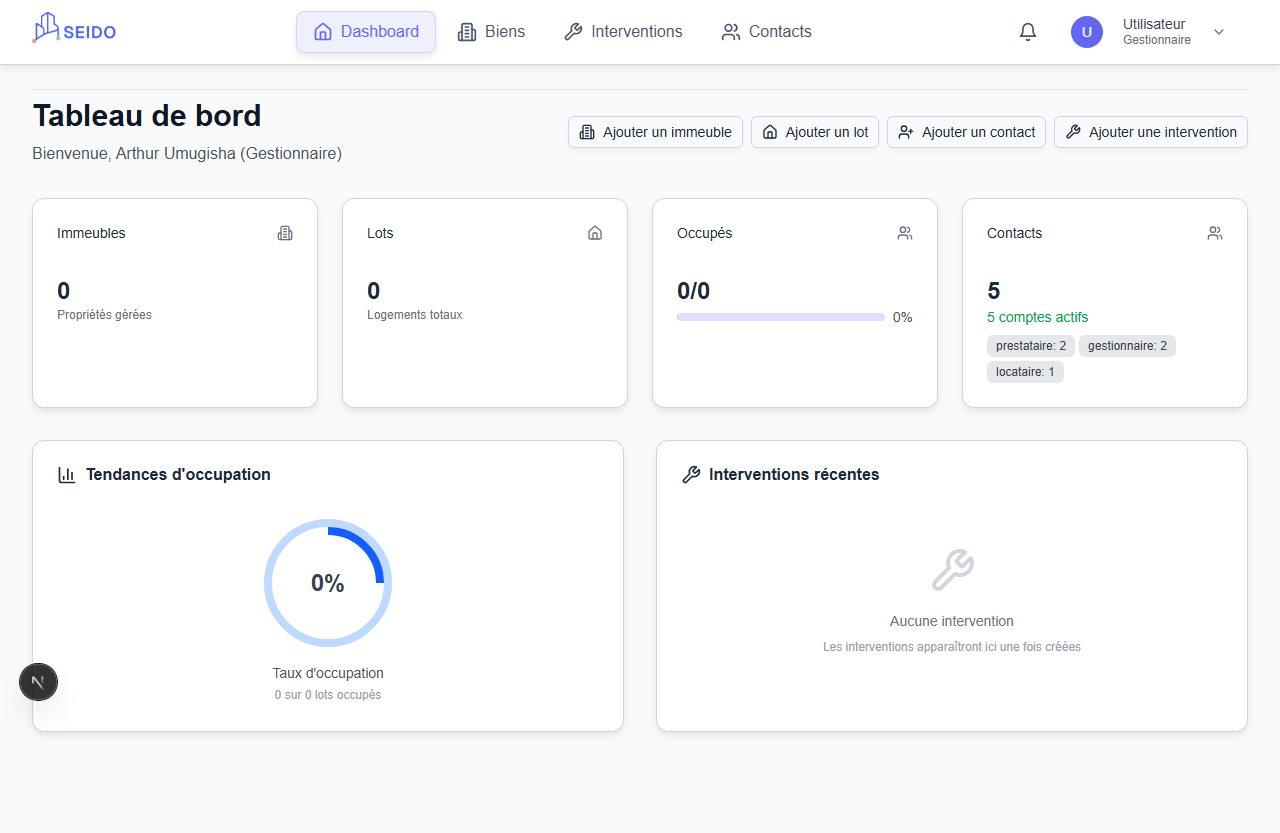 SEIDO
Dashboard
Biens
Interventions
Contacts
U
Utilisateur
Gestionnaire
Tableau de bord
Bienvenue, Arthur Umugisha (Gestionnaire)
Ajouter un immeuble
Ajouter un lot
Ajouter un contact
Ajouter une intervention
Immeubles
0
Propriétés gérées
Lots
0
Logements totaux
Occupés
0/0
0%
Contacts
5
5 comptes actifs
prestataire: 2
gestionnaire: 2
locataire: 1
Tendances d'occupation
0%
Taux d'occupation
0 sur 0 lots occupés
Interventions récentes
Aucune intervention
Les interventions apparaîtront ici une fois créées
N